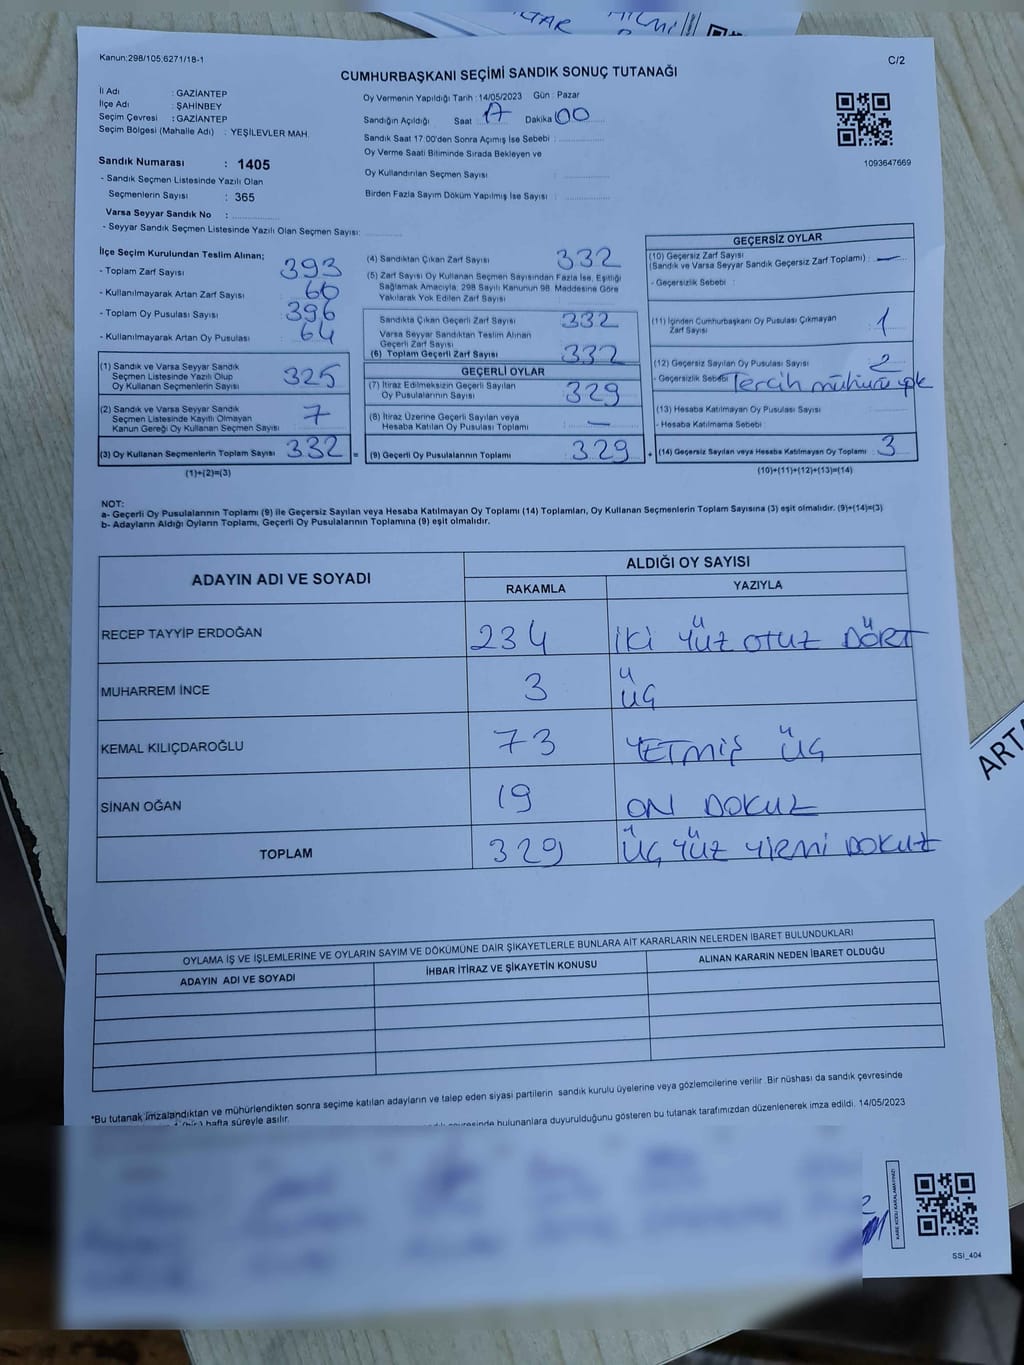 Kanun:298/105.6271/18-1
C/2
CUMHURBAŞKANI SEÇİMİ SANDIK SONUÇ TUTANAĞI
İl Adı : GAZİANTEP
İlçe Adı : ŞAHİNBEY
Seçim Çevresi : GAZİANTEP
Seçim Bölgesi (Mahalle Adı) : YEŞİLEVLER MAH.
Sandık Numarası : 1405
- Sandık Seçmen Listesinde Yazılı Olan
Seçmenlerin Sayısı : 365
Varsa Seyyar Sandık No :
- Seyyar Sandık Seçmen Listesinde Yazılı Olan Seçmen Sayısı:
Oy Vermenin Yapıldığı Tarih :14/05/2023 Gün : Pazar
Sandığın Açıldığı Saat 17 Dakika 00
Sandık Saat 17:00'den Sonra Açılmış İse Sebebi :
Oy Verme Saati Bitiminde Sırada Bekleyen ve
Oy Kullandırılan Seçmen Sayısı :
Birden Fazla Sayım Döküm Yapılmış İse Sayısı :
1093647669
İlçe Seçim Kurulundan Teslim Alınan;
- Toplam Zarf Sayısı : 393
- Kullanılmayarak Artan Zarf Sayısı : 60
- Toplam Oy Pusulası Sayısı : 396
- Kullanılmayarak Artan Oy Pusulası : 64
(1) Sandık ve Varsa Seyyar Sandık
Seçmen Listesinde Yazılı Olup
Oy Kullanan Seçmenlerin Sayısı : 325
(2) Sandık ve Varsa Seyyar Sandık
Seçmen Listesinde Kayıtlı Olmayan
Kanun Gereği Oy Kullanan Seçmen Sayısı : 7
(3) Oy Kullanan Seçmenlerin Toplam Sayısı : 332 =
(1)+(2)=(3)
(4) Sandıktan Çıkan Zarf Sayısı : 332
(5) Zarf Sayısı Oy Kullanan Seçmen Sayısından Fazla İse, Eşitliği
Sağlamak Amacıyla, 298 Sayılı Kanunun 98. Maddesine Göre
Yakılarak Yok Edilen Zarf Sayısı :
Sandıkta Çıkan Geçerli Zarf Sayısı : 332
Varsa Seyyar Sandıktan Teslim Alınan
Geçerli Zarf Sayısı
(6) Toplam Geçerli Zarf Sayısı : 332
GEÇERLİ OYLAR
(7) İtiraz Edilmeksizin Geçerli Sayılan
Oy Pusulasının Sayısı : 329
(8) İtiraz Üzerine Geçerli Sayılan veya
Hesaba Katılan Oy Pusulası Toplamı : —
(9) Geçerli Oy Pusulalarının Toplamı : 329 +
GEÇERSİZ OYLAR
(10) Geçersiz Zarf Sayısı
(Sandık ve Varsa Seyyar Sandık Geçersiz Zarf Toplamı) : —
- Geçersizlik Sebebi :
(11) İçinden Cumhurbaşkanı Oy Pusulası Çıkmayan
Zarf Sayısı : 1
(12) Geçersiz Sayılan Oy Pusulası Sayısı : 2
- Geçersizlik Sebebi Tercih mührü yok
(13) Hesaba Katılmayan Oy Pusulası Sayısı :
- Hesaba Katılmama Sebebi :
(14) Geçersiz Sayılan veya Hesaba Katılmayan Oy Toplamı : 3
(10)+(11)+(12)+(13)=(14)
NOT:
a- Geçerli Oy Pusulalarının Toplamı (9) ile Geçersiz Sayılan veya Hesaba Katılmayan Oy Toplamı (14) Toplamları, Oy Kullanan Seçmenlerin Toplam Sayısına (3) eşit olmalıdır. (9)+(14)=(3)
b- Adayların Aldığı Oyların Toplamı, Geçerli Oy Pusulalarının Toplamına (9) eşit olmalıdır.
ADAYIN ADI VE SOYADI ALDIĞI OY SAYISI
RAKAMLA YAZIYLA
RECEP TAYYİP ERDOĞAN 234 İKİ YÜZ OTUZ DÖRT
MUHARREM İNCE 3 ÜÇ
KEMAL KILIÇDAROĞLU 73 YETMİŞ ÜÇ
SİNAN OĞAN 19 ON DOKUZ
TOPLAM 329 ÜÇ YÜZ YİRMİ DOKUZ
OYLAMA İŞ VE İŞLEMLERİNE VE OYLARIN SAYIM VE DÖKÜMÜNE DAİR ŞİKAYETLERLE BUNLARA AİT KARARLARIN NELERDEN İBARET BULUNDUKLARI
ADAYIN ADI VE SOYADI İHBAR İTİRAZ VE ŞİKAYETİN KONUSU ALINAN KARARIN NEDEN İBARET OLDUĞU
*Bu tutanak imzalandıktan ve mühürlendikten sonra seçime katılan adayların ve talep eden siyasi partilerin sandık kurulu üyelerine veya gözlemcilerine verilir. Bir nüshası da sandık çevresinde
(bir) hafta süreyle asılır.
bulunanlara duyurulduğunu gösteren bu tutanak tarafımızdan düzenlenerek imza edildi. 14/05/2023
KARE KODU KARALAMAYINIZ!
SSI_404
ARTA